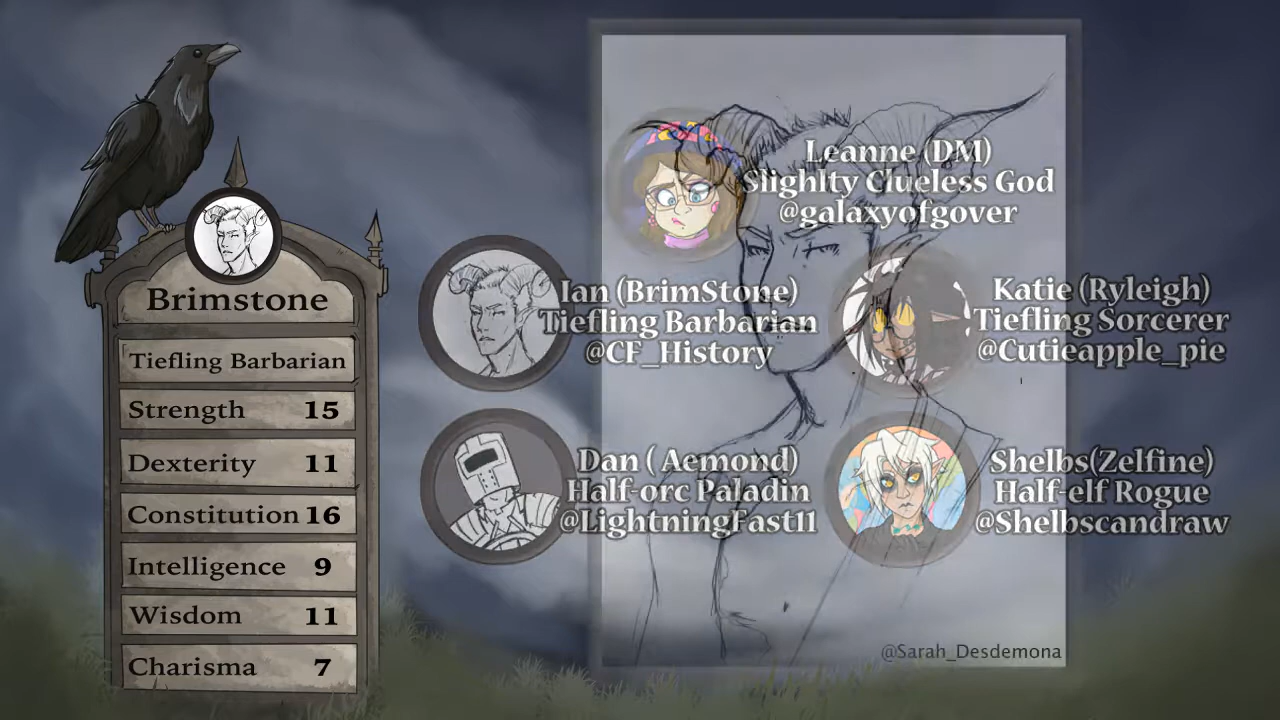 Brimstone
Tiefling Barbarian
Strength 15
Dexterity 11
Constitution 16
Intelligence 9
Wisdom 11
Charisma 7
Leanne (DM)
Slighlty Clueless God
@galaxyofgover
Ian (BrimStone)
Tiefling Barbarian
@CF_History
Katie (Ryleigh)
Tiefling Sorcerer
@Cutieapple_pie
Dan ( Aemond)
Half-orc Paladin
@LightningFast11
Shelbs(Zelfine)
Half-elf Rogue
@Shelbscandraw
@Sarah_Desdemona